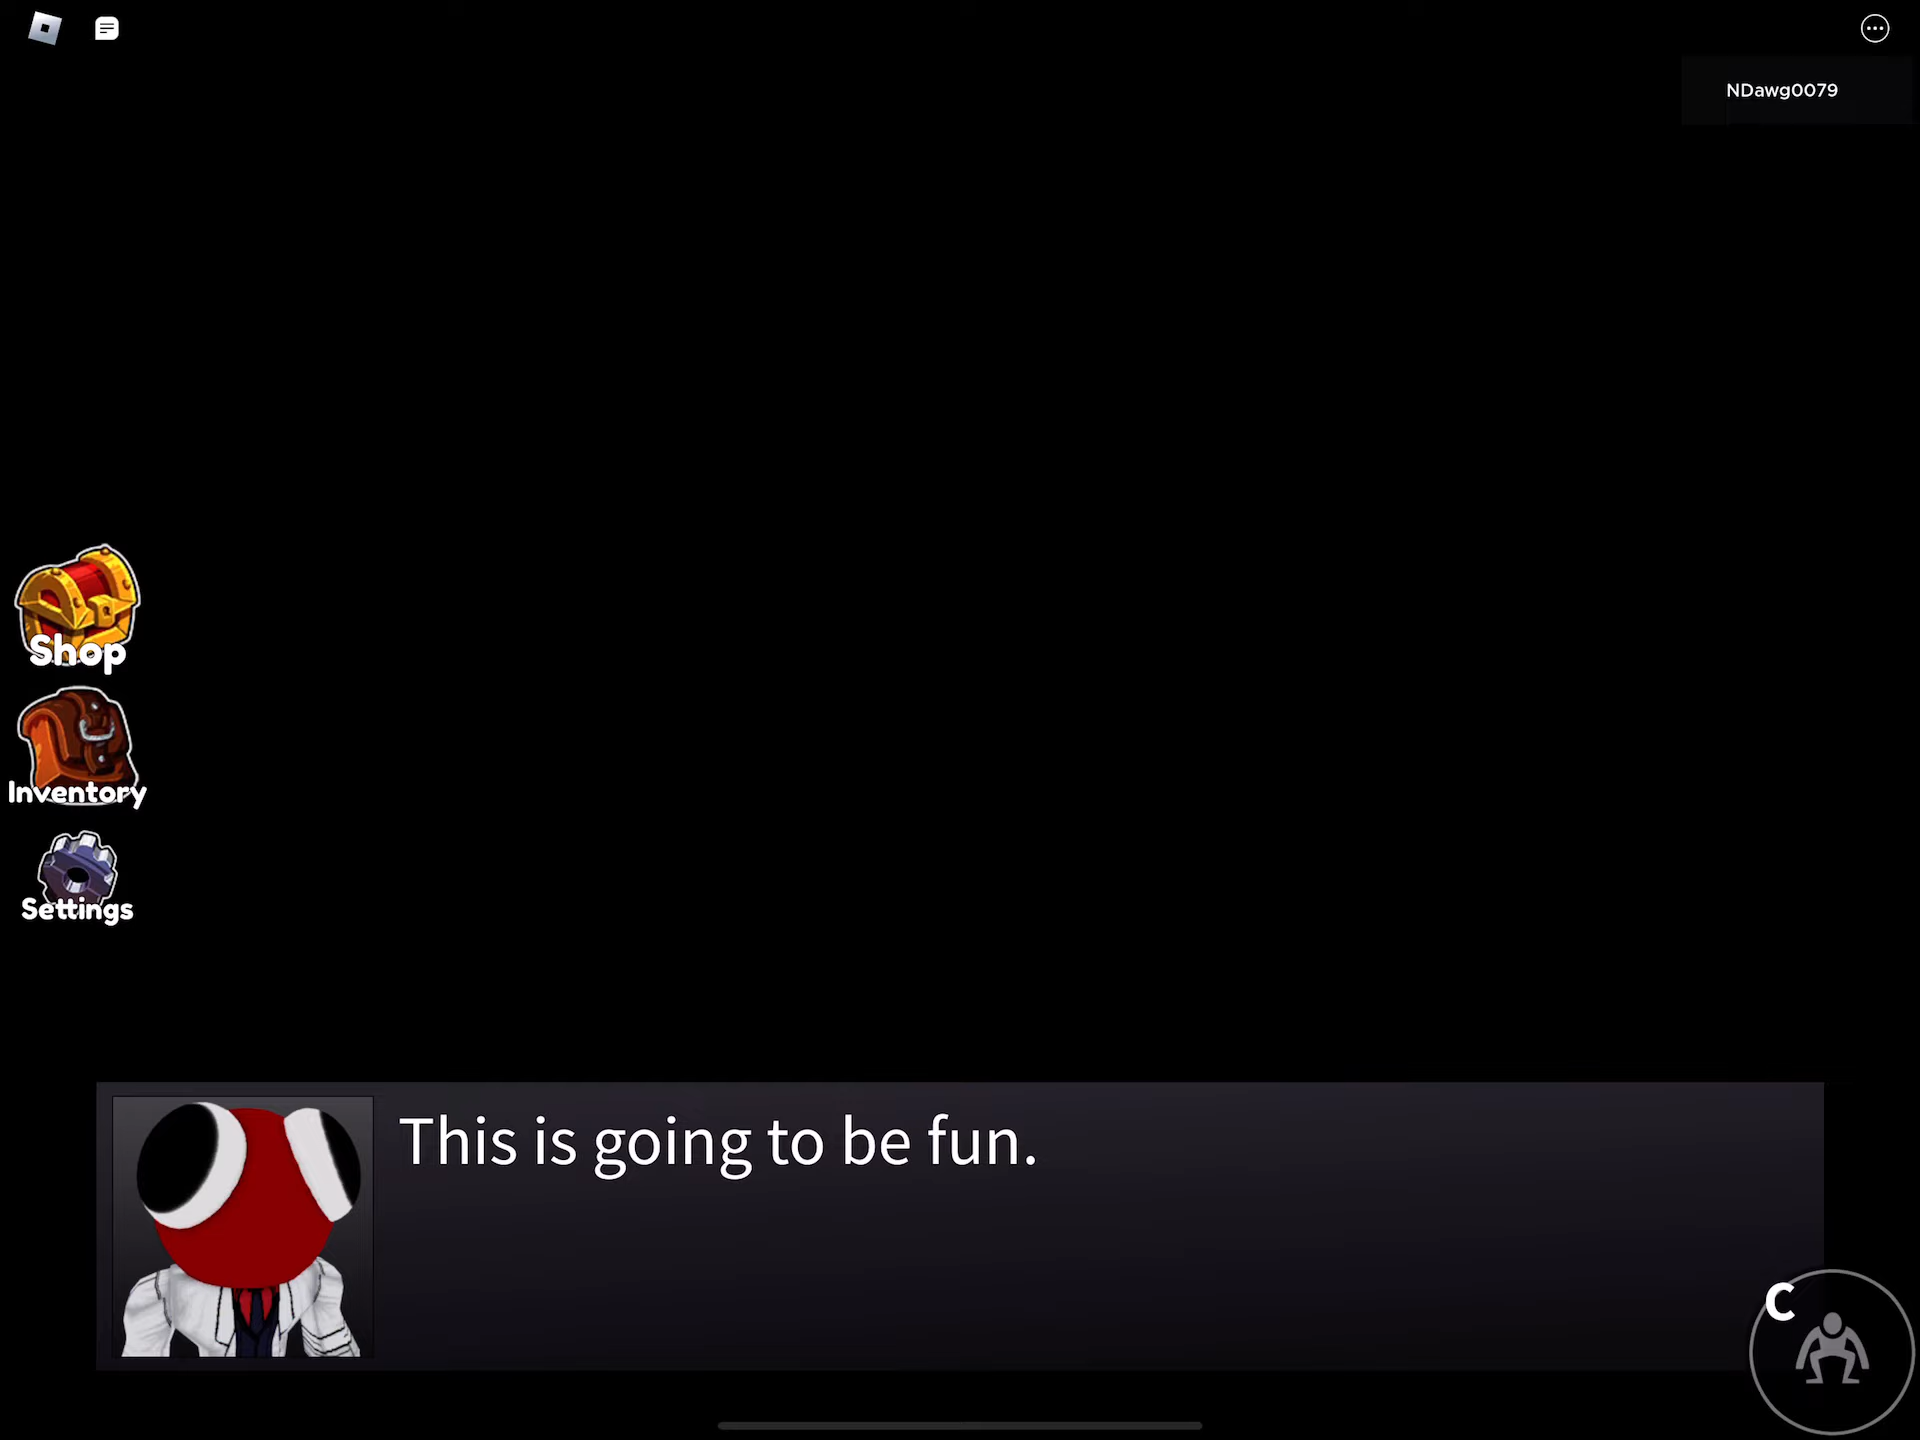 NDawg0079
Shop
Inventory
Settings
This is going to be fun.
C